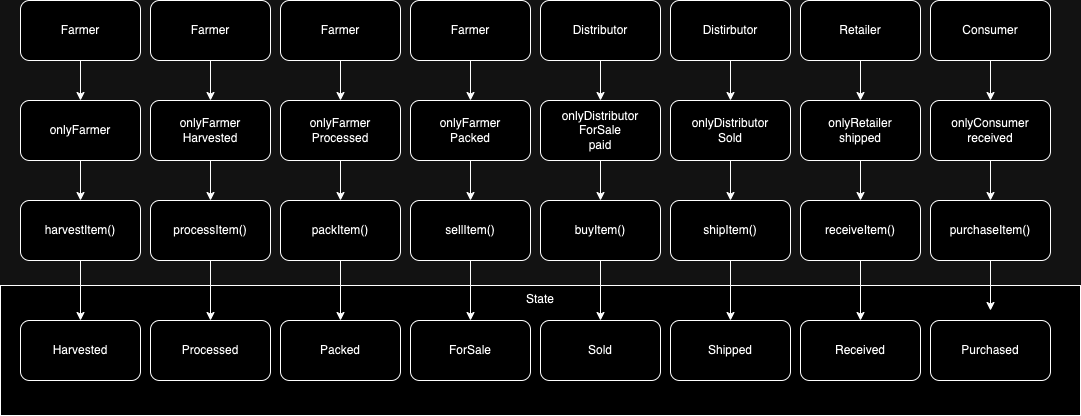 Farmer
Farmer
Farmer
Farmer
Distributor
Distirbutor
Retailer
Consumer
onlyFarmer
onlyFarmer
Harvested
onlyFarmer
Processed
onlyFarmer
Packed
onlyDistributor
ForSale
paid
onlyDistributor
Sold
onlyRetailer
shipped
onlyConsumer
received
harvestItem()
processItem()
packItem()
sellItem()
buyItem()
shipItem()
receiveItem()
purchaseItem()
State
Harvested
Processed
Packed
ForSale
Sold
Shipped
Received
Purchased